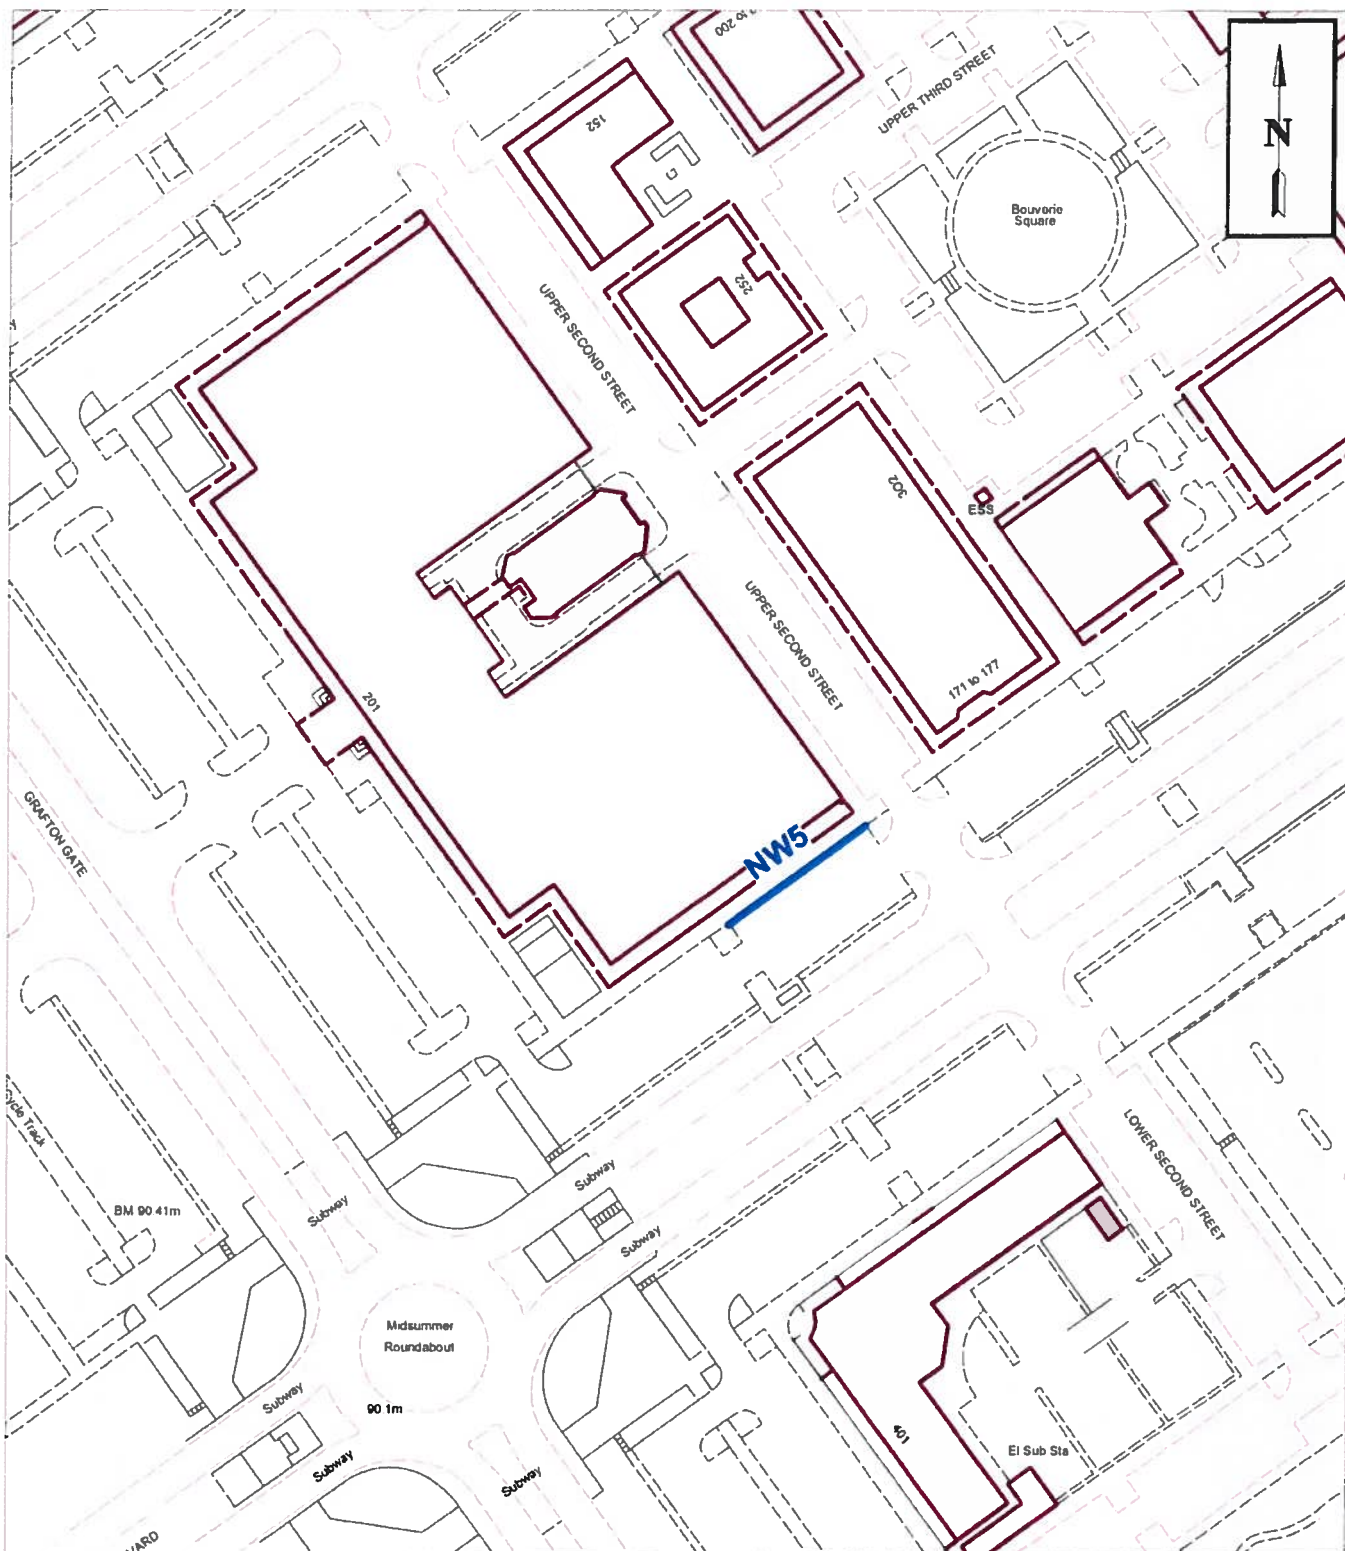 to 200
UPPER THIRD STREET
N
152
Bouverie
Square
252
UPPER SECOND STREET
302
ESS
UPPER SECOND STREET
171 to 177
201
GRAFTON GATE
NW5
Cycle Track
LOWER SECOND STREET
BM 90 41m
Subway
Subway
Subway
Midsummer
Roundabout
90 1m
Subway
Subway
Subway
401
El Sub Sta